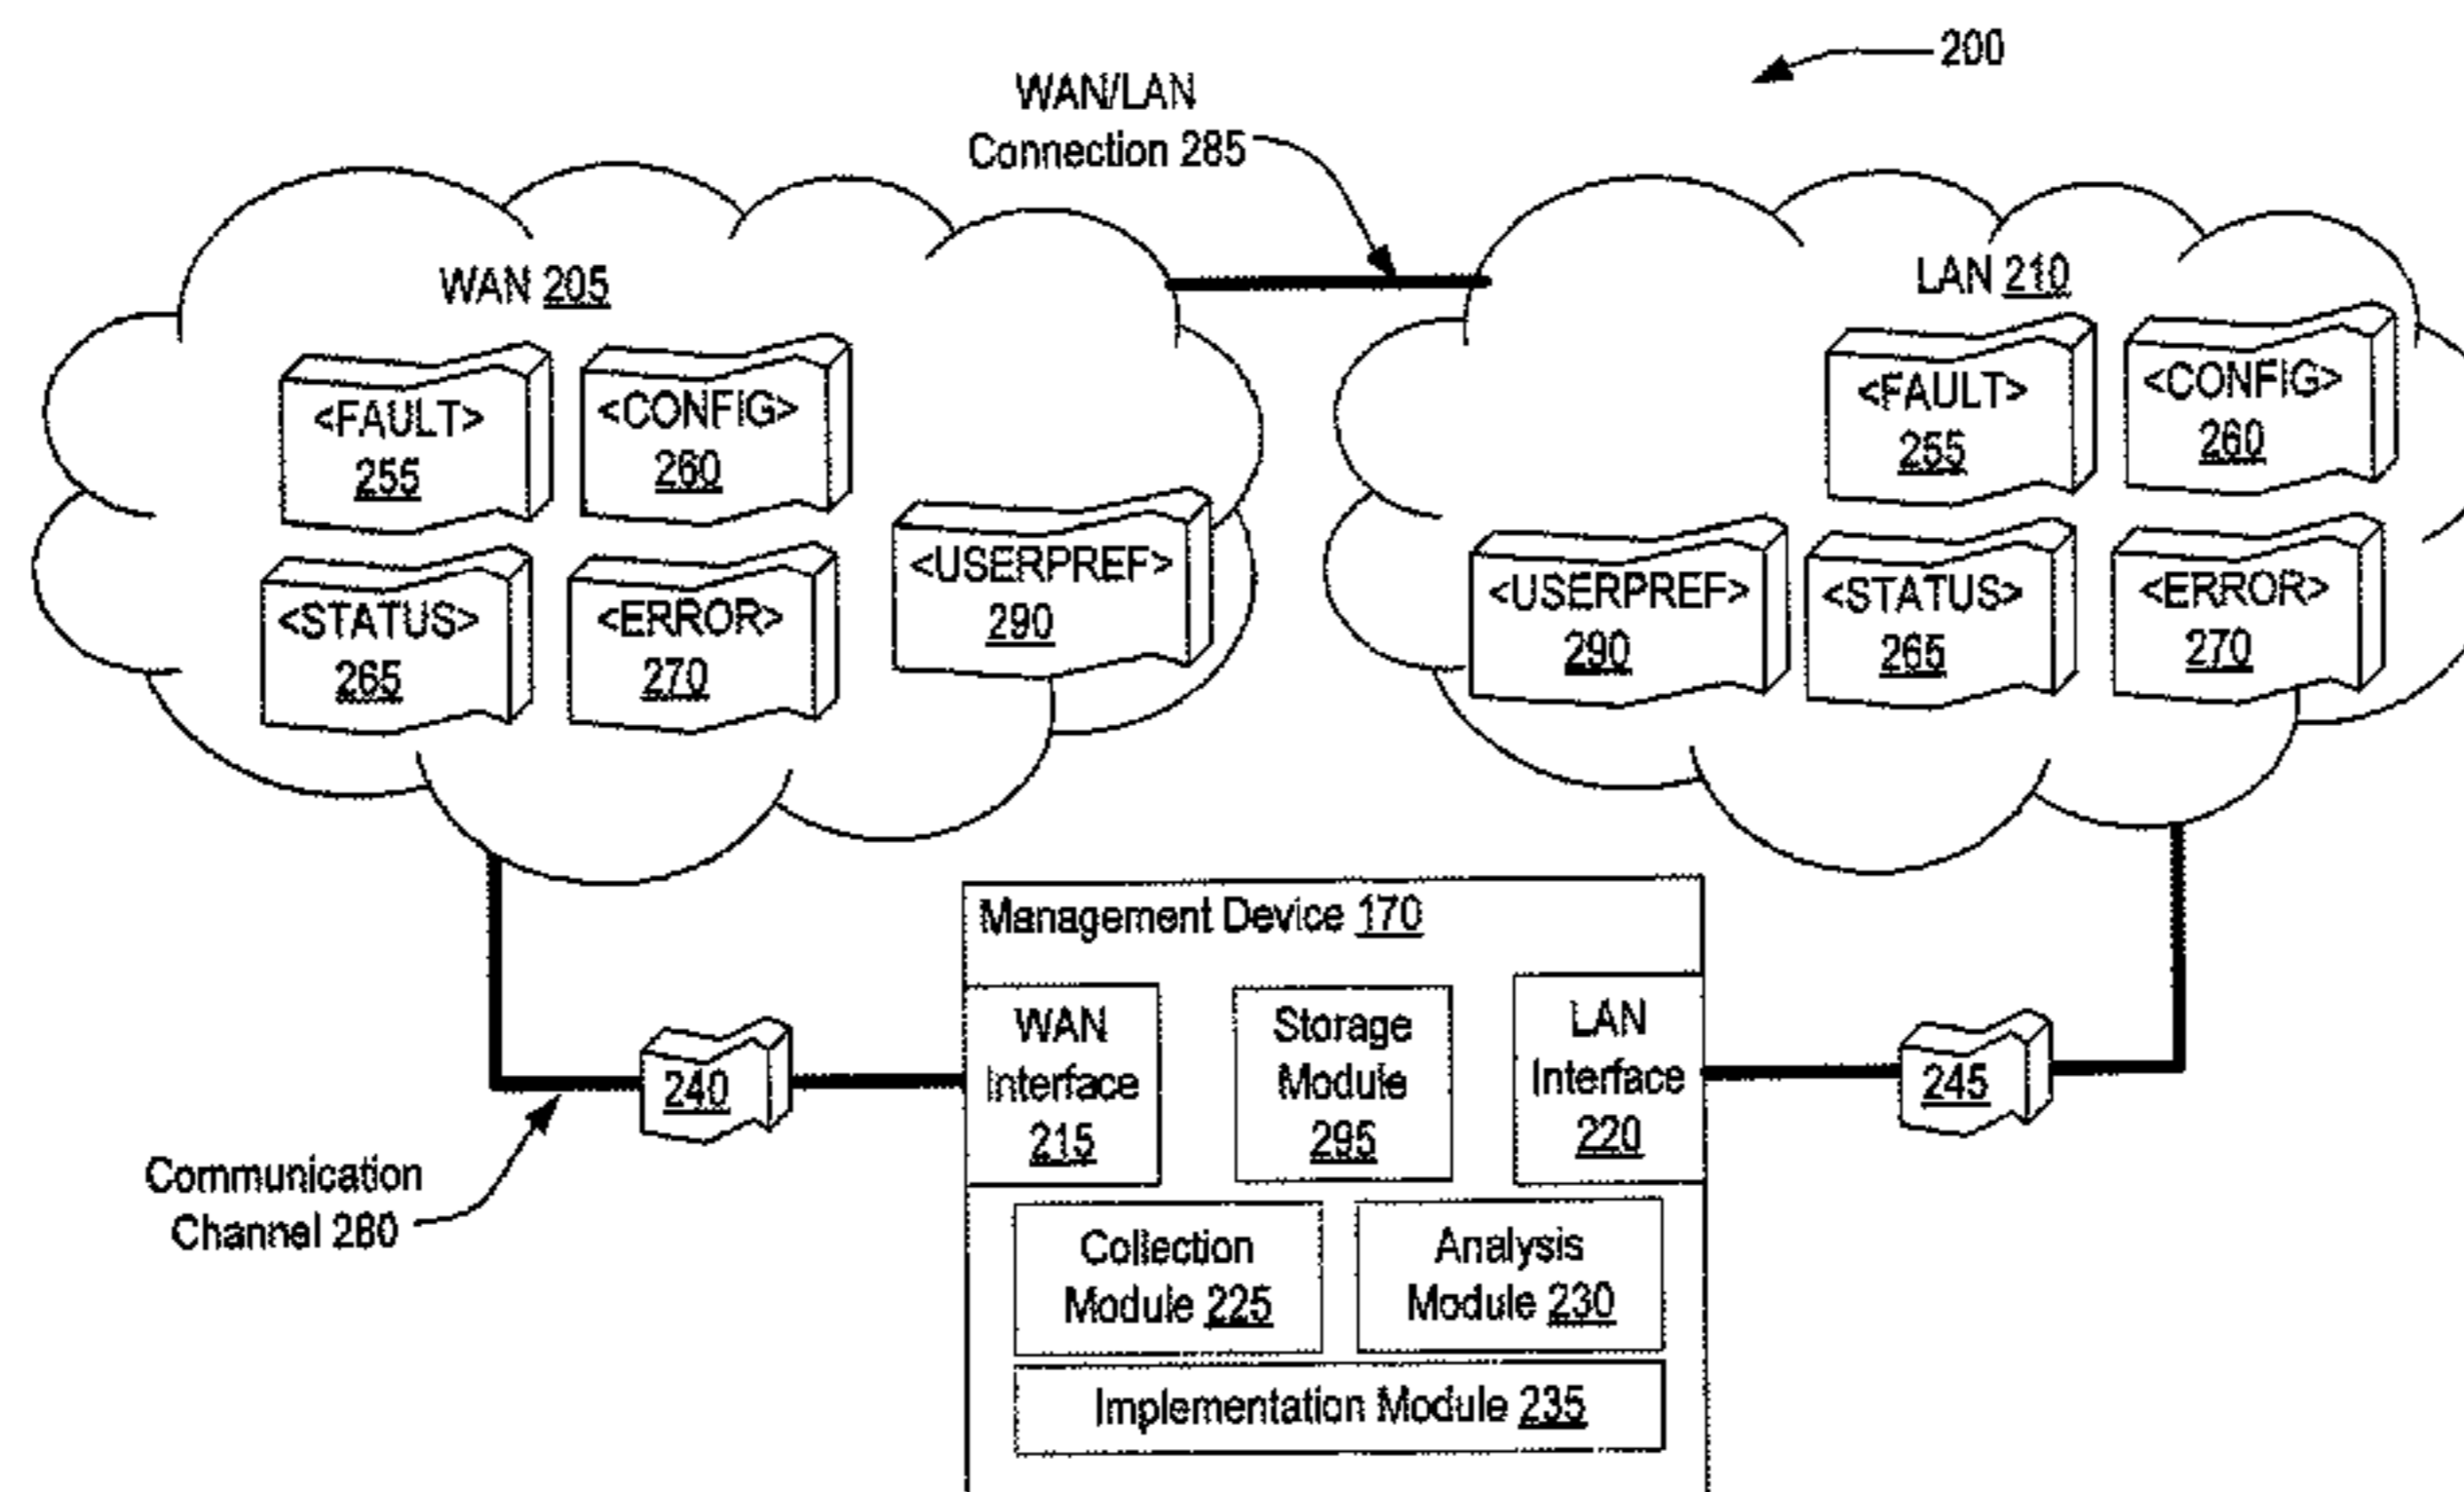 200
WAN/LAN
Connection 285
WAN 205
<FAULT>
255
<CONFIG>
260
<STATUS>
265
<ERROR>
270
<USERPREF>
290
LAN 210
<FAULT>
255
<CONFIG>
260
<USERPREF>
290
<STATUS>
265
<ERROR>
270
Management Device 170
WAN
Interface
215
Storage
Module
295
LAN
Interface
220
240
245
Communication
Channel 280
Collection
Module 225
Analysis
Module 230
Implementation Module 235